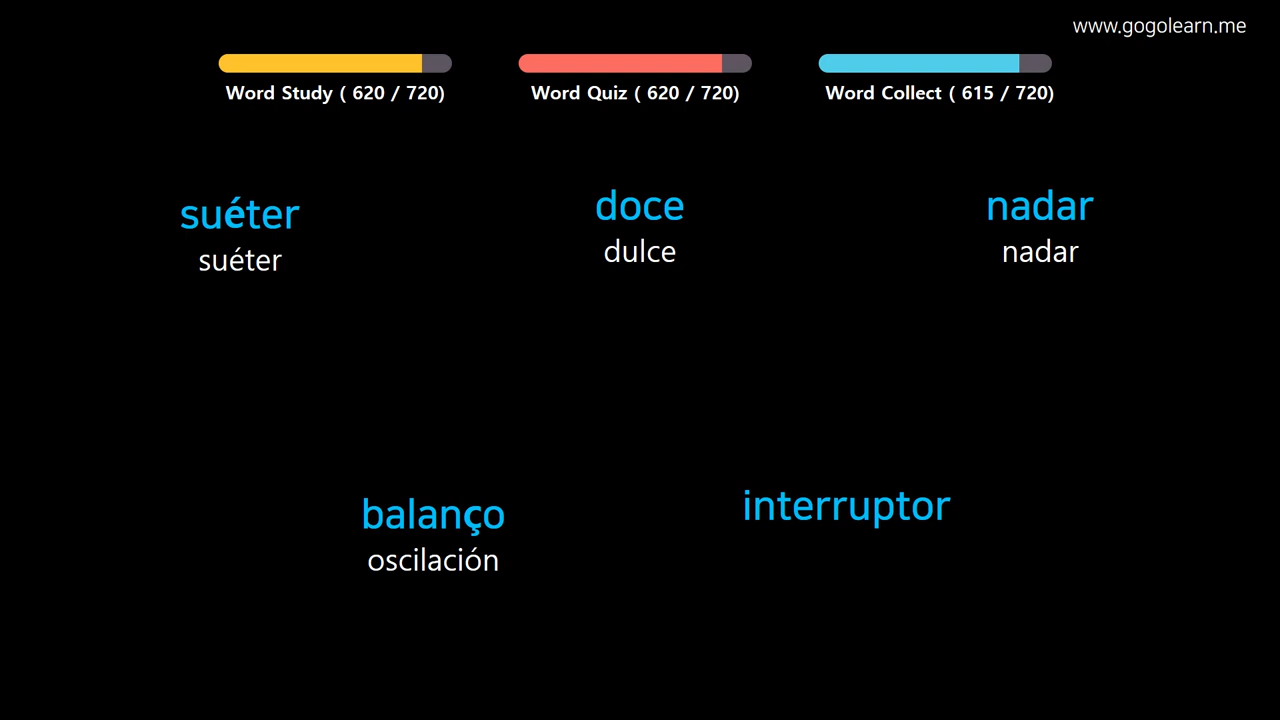 www.gogolearn.me
Word Study ( 620 / 720)
Word Quiz ( 620 / 720)
Word Collect ( 615 / 720)
suéter
suéter
doce
dulce
nadar
nadar
balanço
oscilación
interruptor